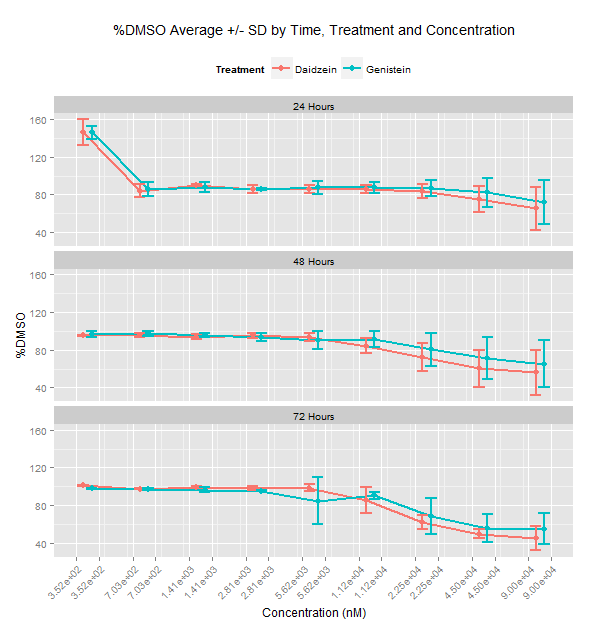 %DMSO Average +/- SD by Time, Treatment and Concentration
Treatment Daidzein Genistein
24 Hours
160
120
80
40
48 Hours
160
120
80
40
72 Hours
160
120
80
40
%DMSO
3.52e+02 3.52e+02 7.03e+02 7.03e+02 1.41e+03 1.41e+03 2.81e+03 2.81e+03 5.62e+03 5.62e+03 1.12e+04 1.12e+04 2.25e+04 2.25e+04 4.50e+04 4.50e+04 9.00e+04 9.00e+04
Concentration (nM)